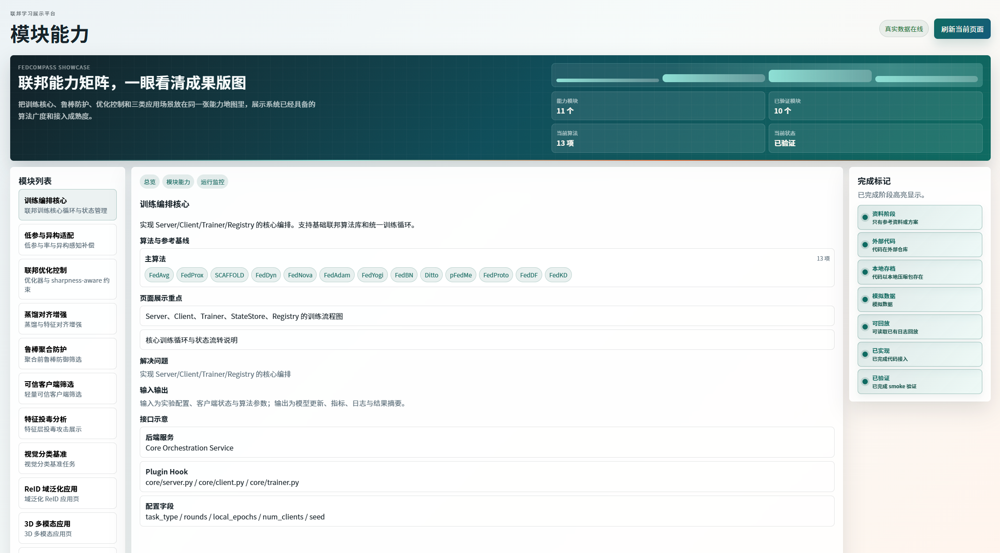 联邦学习展示平台
模块能力
真实数据在线
刷新当前页面
FEDCOMPASS SHOWCASE
联邦能力矩阵，一眼看清成果版图
把训练核心、鲁棒防护、优化控制和三类应用场景放在同一张能力地图里，展示系统已经具备的
算法广度和接入成熟度。
能力模块
11 个
已验证模块
10 个
当前算法
13 项
当前状态
已验证
模块列表
训练编排核心
联邦训练核心循环与状态管理
低参与异构适配
低参与率与异构感知补偿
联邦优化控制
优化器与 sharpness-aware 约
束
蒸馏对齐增强
蒸馏与特征对齐增强
鲁棒聚合防护
聚合前鲁棒防御筛选
可信客户端筛选
轻量可信客户端筛选
特征投毒分析
特征层投毒攻击展示
视觉分类基准
视觉分类基准任务
ReID 域泛化应用
域泛化 ReID 应用页
3D 多模态应用
3D 多模态应用页
总览
模块能力
运行监控
训练编排核心
实现 Server/Client/Trainer/Registry 的核心编排。支持基础联邦算法库和统一训练循环。
算法与参考基线
主算法
13 项
FedAvg
FedProx
SCAFFOLD
FedDyn
FedNova
FedAdam
FedYogi
FedBN
Ditto
pFedMe
FedProto
FedDF
FedKD
页面展示重点
Server、Client、Trainer、StateStore、Registry 的训练流程图
核心训练循环与状态流转说明
解决问题
实现 Server/Client/Trainer/Registry 的核心编排
输入输出
输入为实验配置、客户端状态与算法参数；输出为模型更新、指标、日志与结果摘要。
接口示意
后端服务
Core Orchestration Service
Plugin Hook
core/server.py / core/client.py / core/trainer.py
配置字段
task_type / rounds / local_epochs / num_clients / seed
完成标记
已完成阶段高亮显示。
资料阶段
只有参考资料或方案
外部代码
代码在外部仓库
本地存档
代码以本地压缩包存在
模拟数据
模拟数据
可回放
可读取已有日志回放
已实现
已完成代码接入
已验证
已完成 smoke 验证